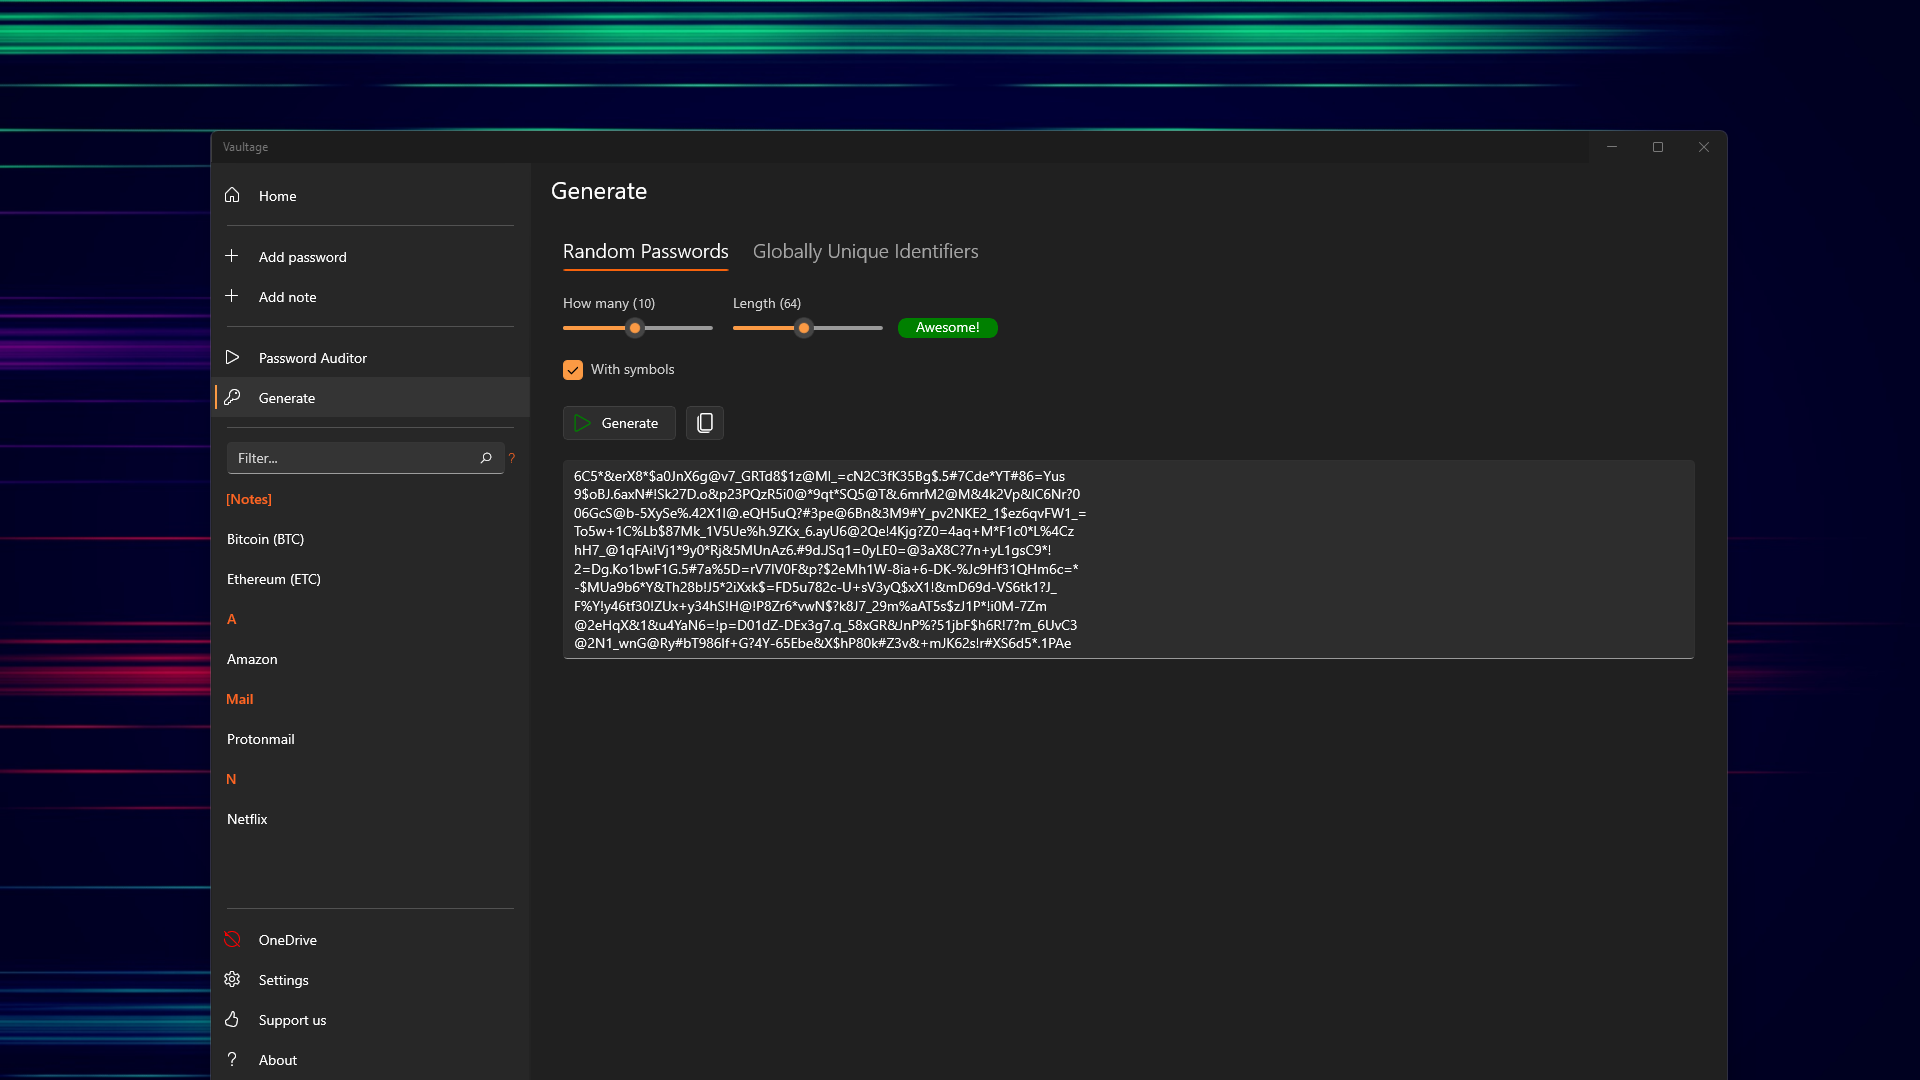 Vaultage
Home
Add password
Add note
Password Auditor
Generate
Filter...
?
[Notes]
Bitcoin (BTC)
Ethereum (ETC)
A
Amazon
Mail
Protonmail
N
Netflix
OneDrive
Settings
Support us
? About
Generate
Random Passwords Globally Unique Identifiers
How many (10) Length (64)
Awesome!
With symbols
Generate
6C5*&erX8*$a0JnX6g@v7_GRTd8$1z@MI_=cN2C3fK35Bg$.5#7Cde*YT#86=Yus
9$oBJ.6axN#!Sk27D.o&p23PQzR5i0@*9qt*SQ5@T&.6mrM2@M&4k2Vp&IC6Nr?0
06GcS@b-5XySe%.42X1l@.eQH5uQ?#3pe@6Bn&3M9#Y_pv2NKE2_1$ez6qvFW1_=
To5w+1C%Lb$87Mk_1V5Ue%h.9ZKx_6.ayU6@2Qe!4Kjg?Z0=4aq+M*F1c0*L%4Cz
hH7_@1qFAi!Vj1*9y0*Rj&5MUnAz6.#9d.JSq1=0yLE0=@3aX8C?7n+yL1gsC9*!
2=Dg.Ko1bwF1G.5#7a%5D=rV7IV0F&p?$2eMh1W-8ia+6-DK-%Jc9Hf31QHm6c=*
-$MUa9b6*Y&Th28b!J5*2iXxk$=FD5u782c-U+sV3yQ$xX1!&mD69d-VS6tk1?J_
F%Y!y46tf30!ZUx+y34hS!H@!P8Zr6*vwN$?k8J7_29m%aAT5s$zJ1P*!i0M-7Zm
@2eHqX&1&u4YaN6=!p=D01dZ-DEx3g7.q_58xGR&JnP%?51jbF$h6R!7?m_6UvC3
@2N1_wnG@Ry#bT986If+G?4Y-65Ebe&X$hP80k#Z3v&+mJK62s!r#XS6d5*.1PAe